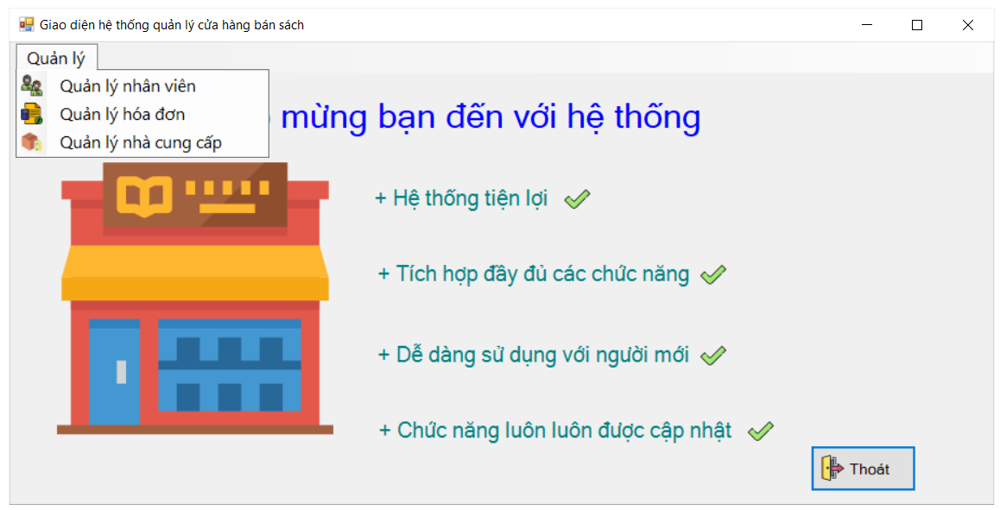 Giao diện hệ thống quản lý cửa hàng bán sách
Quản lý
Quản lý nhân viên
Quản lý hóa đơn
Quản lý nhà cung cấp
mừng bạn đến với hệ thống
+ Hệ thống tiện lợi
+ Tích hợp đầy đủ các chức năng
+ Dễ dàng sử dụng với người mới
+ Chức năng luôn luôn được cập nhật
Thoát